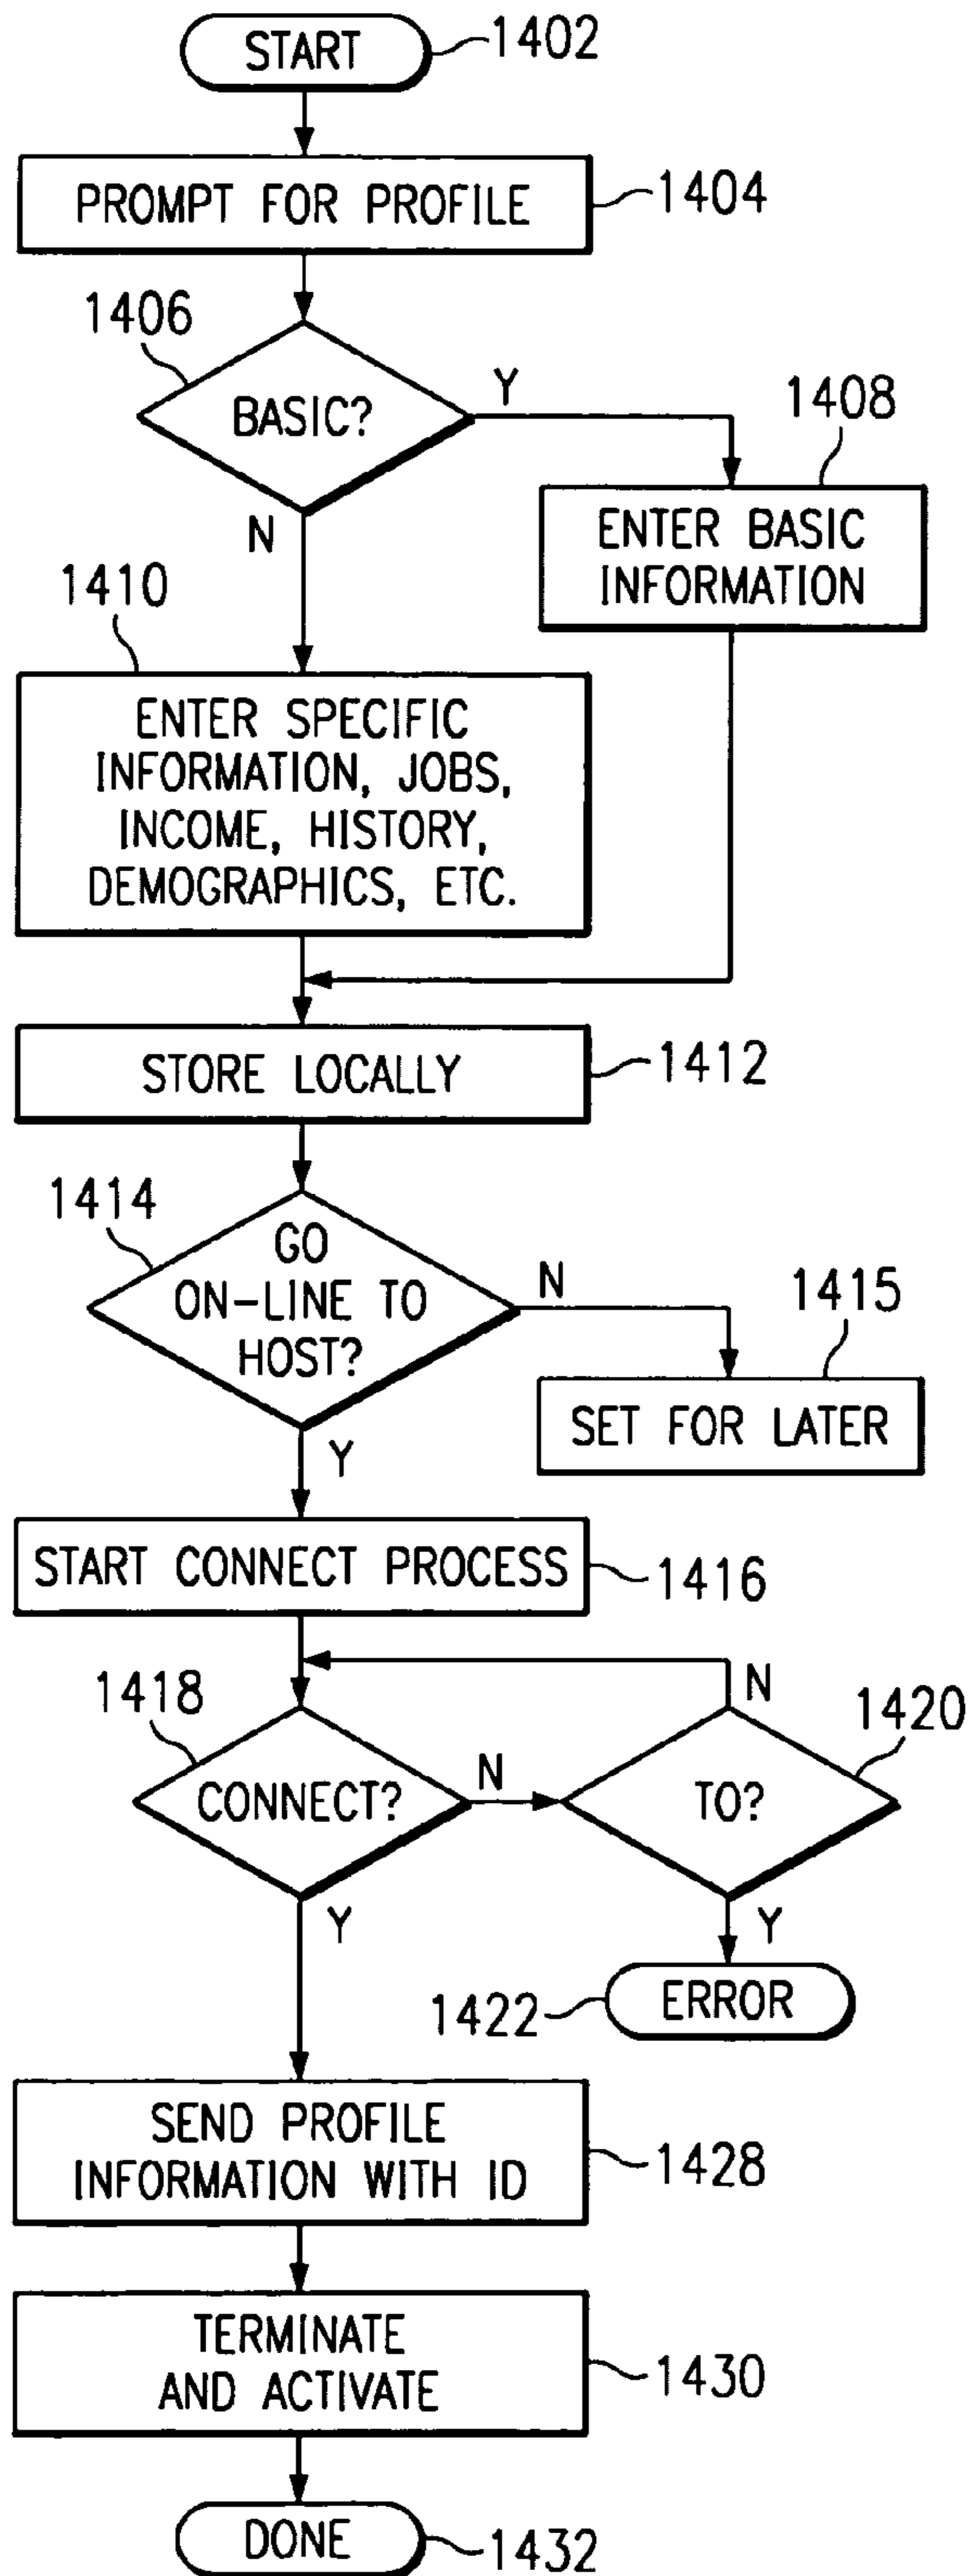 START
1402
PROMPT FOR PROFILE
1404
1406
BASIC?
Y
1408
N
ENTER BASIC
INFORMATION
1410
ENTER SPECIFIC
INFORMATION, JOBS,
INCOME, HISTORY,
DEMOGRAPHICS, ETC.
STORE LOCALLY
1412
1414
GO
ON-LINE TO
HOST?
N
1415
SET FOR LATER
Y
START CONNECT PROCESS
1416
N
1418
1420
CONNECT?
N
TO?
Y
Y
1422
ERROR
SEND PROFILE
INFORMATION WITH ID
1428
TERMINATE
AND ACTIVATE
1430
DONE
1432